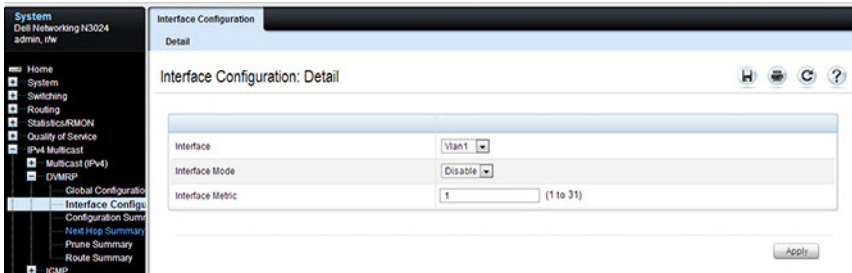 System
Dell Networking N3024
admin, r/w
Home
System
Switching
Routing
Statistics/RMON
Quality of Service
IPv4 Multicast
Multicast (IPv4)
DVMRP
Global Configuratio
Interface Configu
Configuration Summ
Next Hop Summary
Prune Summary
Route Summary
IGMP
Interface Configuration
Detail
Interface Configuration: Detail
Interface Vlan1
Interface Mode Disable
Interface Metric 1 (1 to 31)
Apply